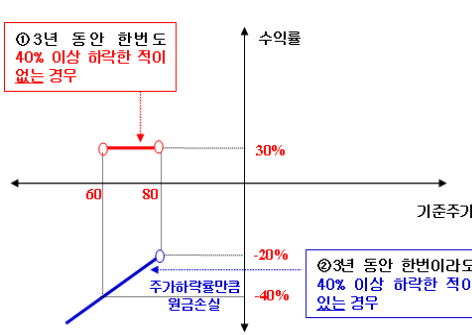 ①3년 동안 한번도
40% 이상 하락한 적이
없는 경우
수익률
30%
60
80
기준주가
-20%
주가하락률만큼
원금손실
-40%
②3년 동안 한번이라도
40% 이상 하락한 적이
있는 경우